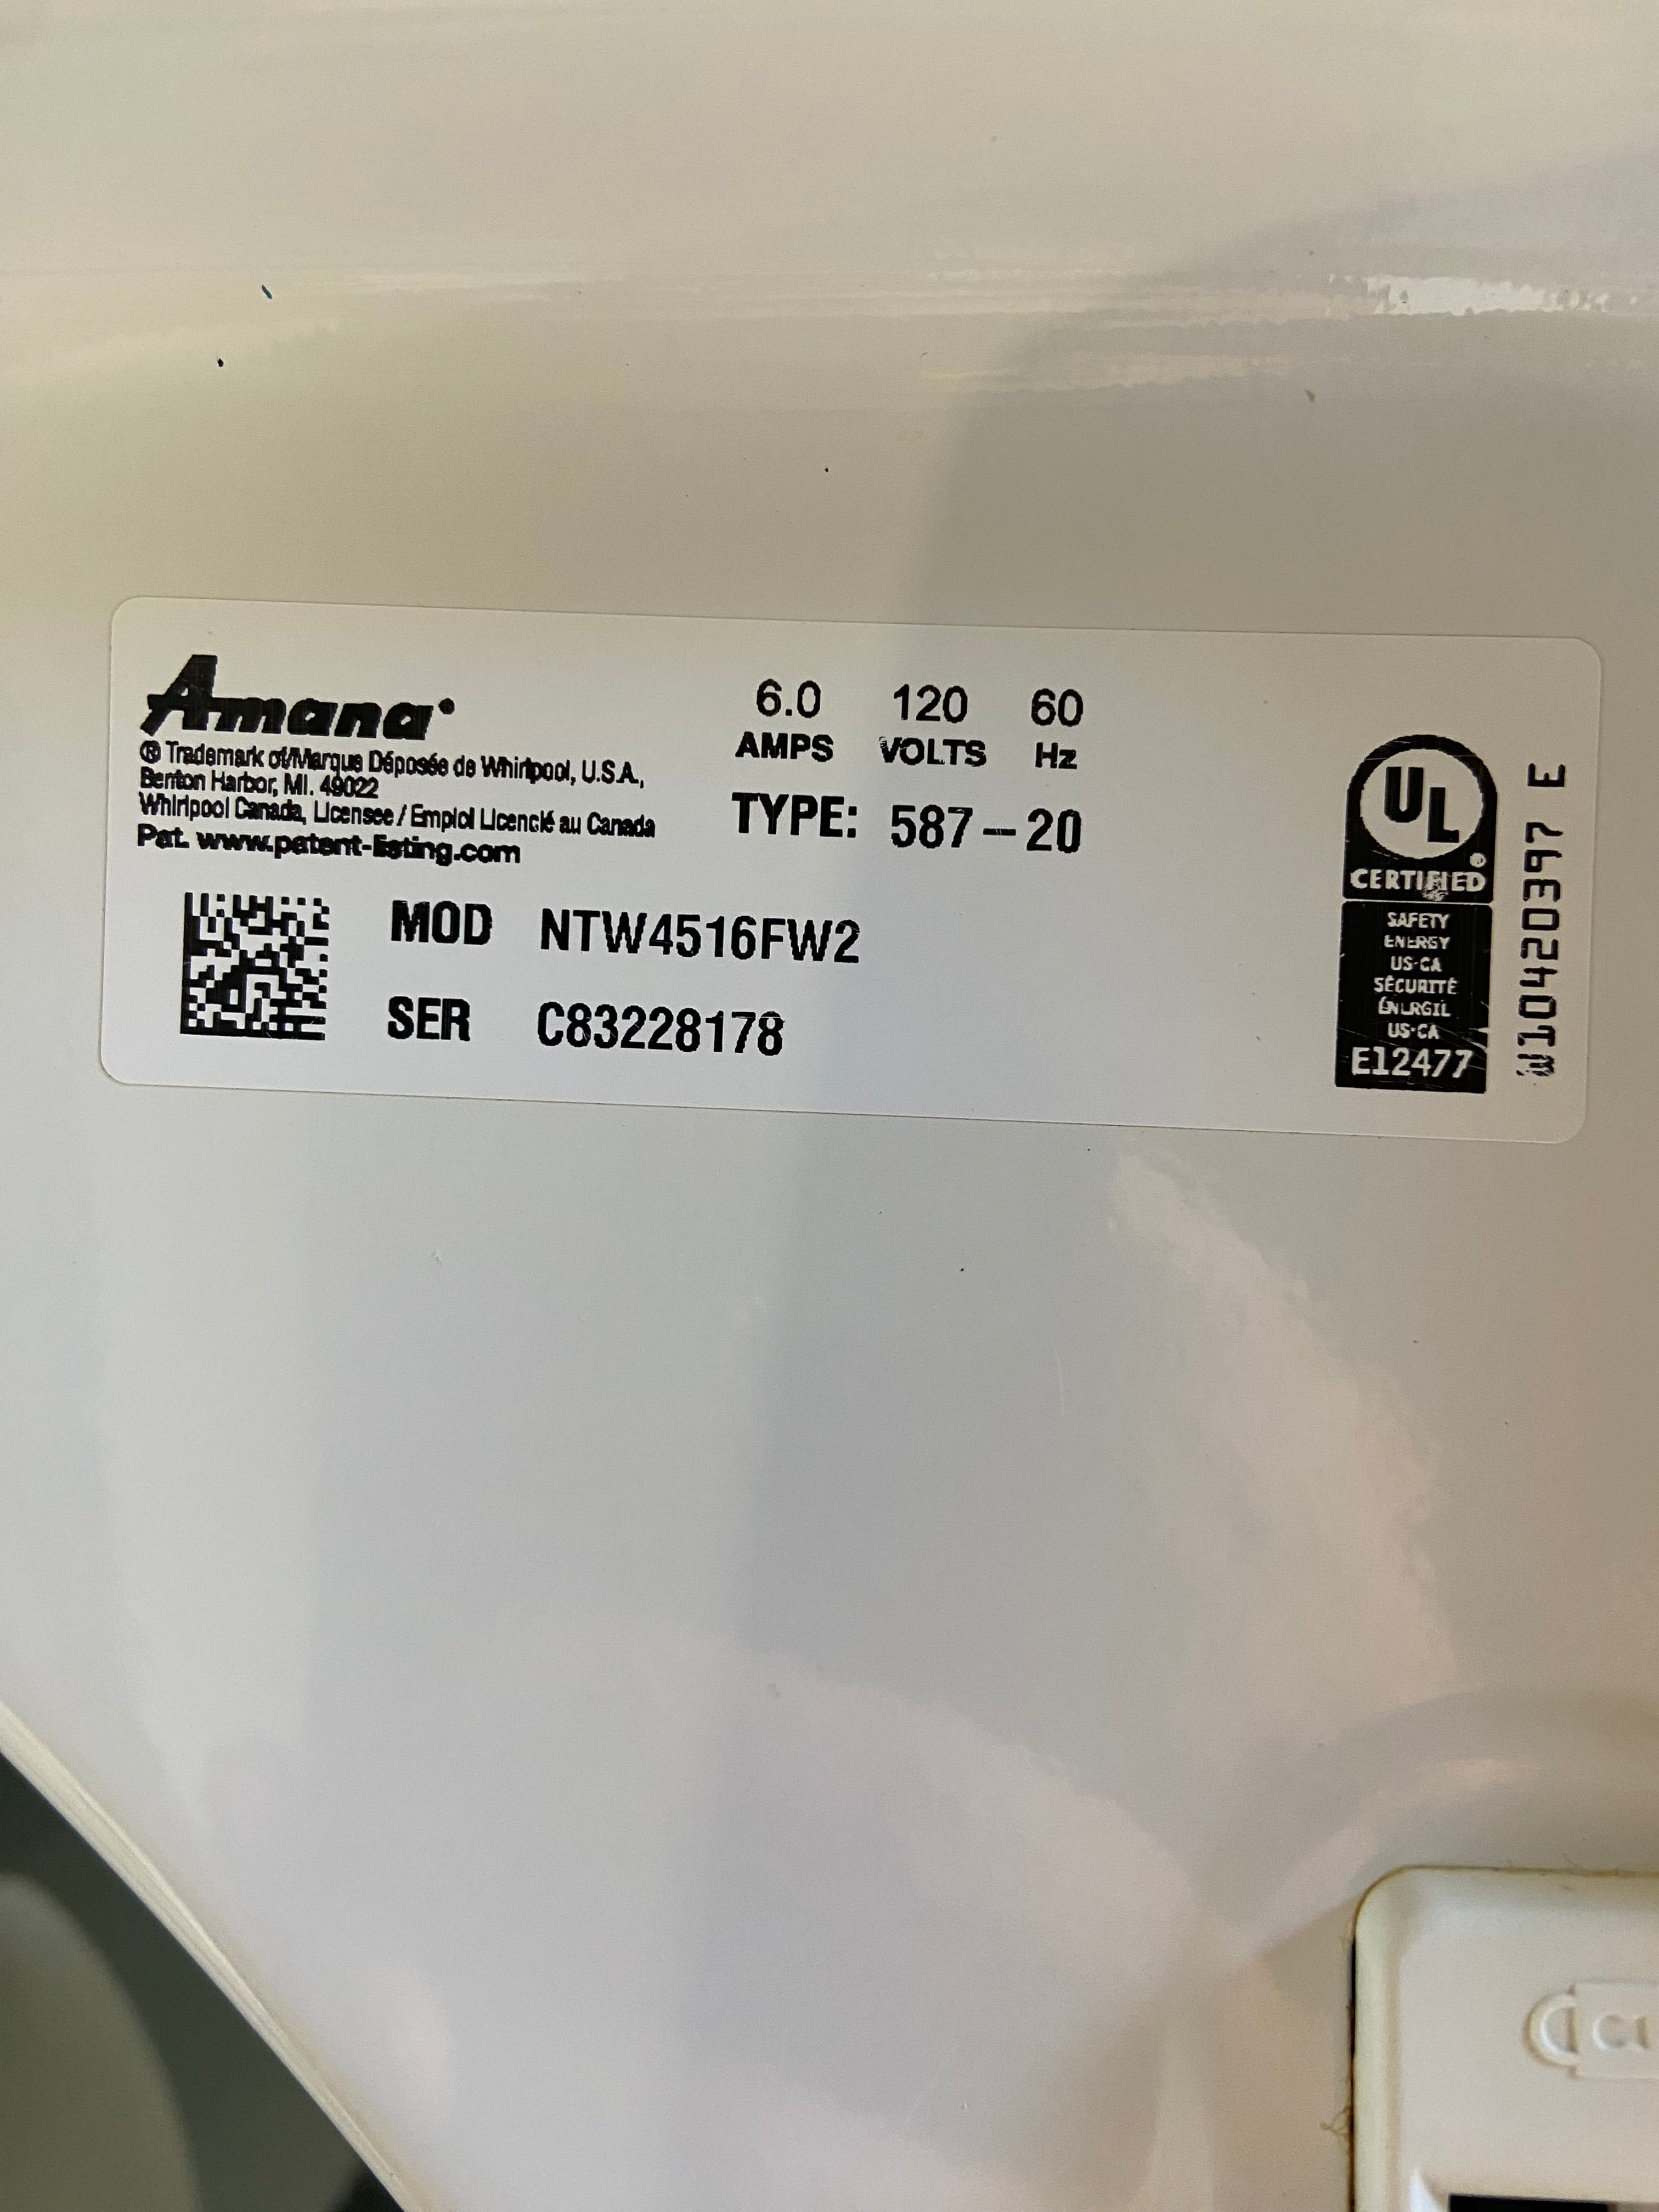 Amana®
® Trademark of/Marque Déposée de Whirlpool, U.S.A.,
Benton Harbor, MI. 49022
Whirlpool Canada, Licensee / Emploi Licencié au Canada
Pat. www.patent-listing.com
6.0 120 60
AMPS VOLTS Hz
TYPE: 587-20
MOD NTW4516FW2
SER C83228178
UL®
CERTIFIED
SAFETY
ENERGY
US-CA
SÉCURITÉ
ÉNERGIE
US-CA
E12477
W10420397 E